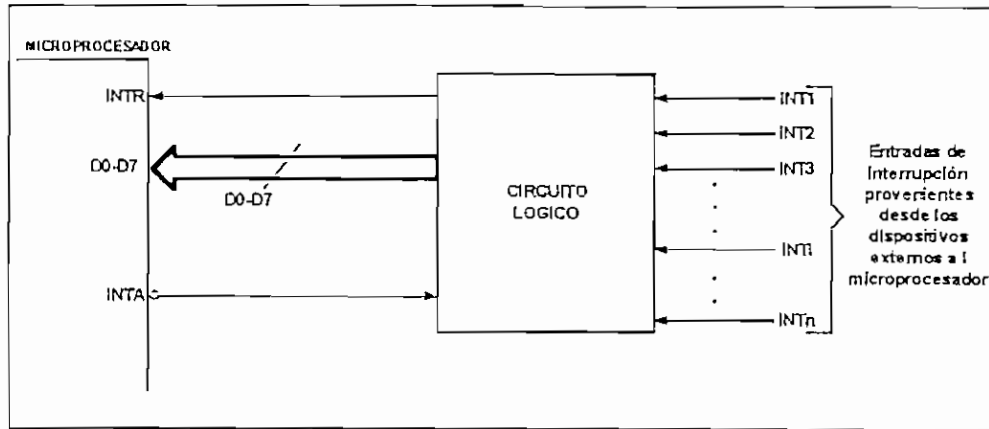 MICROPROCESADOR
INTR
D0-D7
D0-D7
INTA
CIRCUITO
LOGICO
INT1
INT2
INT3
INTi
INTn
Entradas de
Interrupción
provenientes
desde los
dispositivos
externos a l
microprocesador